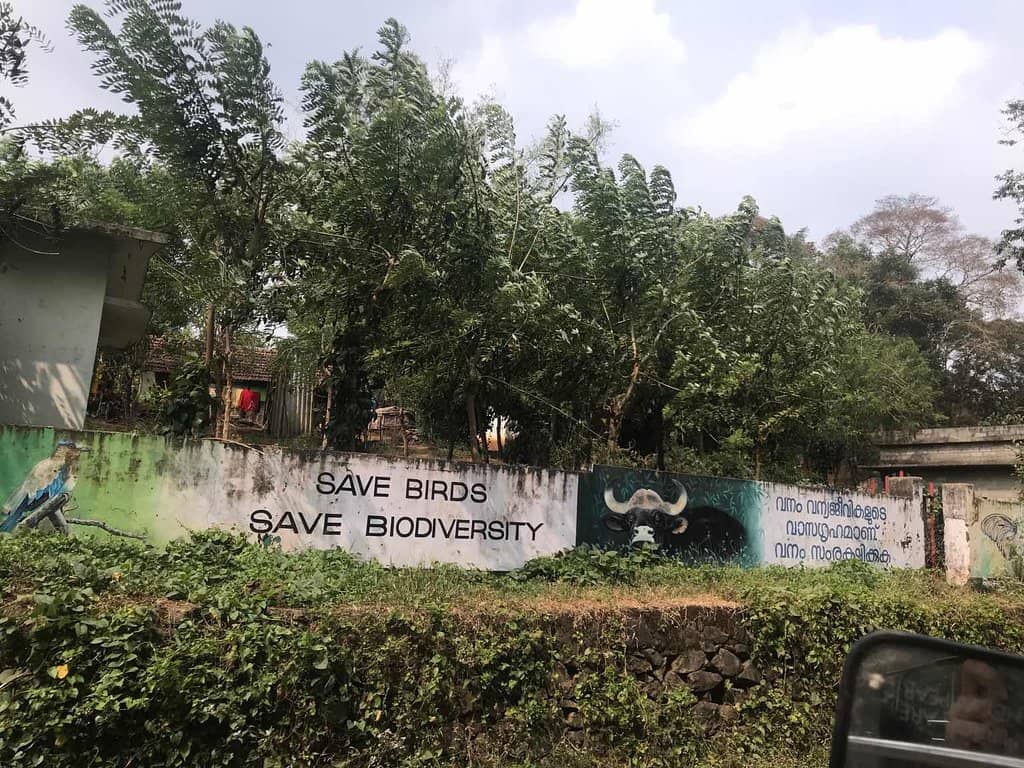 SAVE BIRDS
SAVE BIODIVERSITY
വനം വന്യജീവികളുടെ
വാസഗൃഹമാണ്
വനം സംരക്ഷിക്കുക